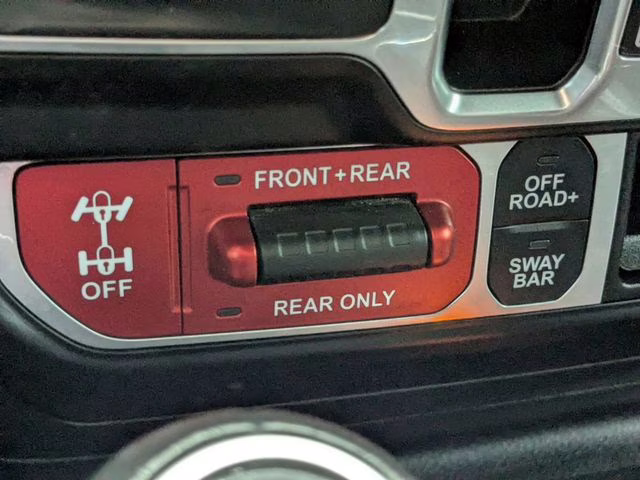 FRONT+REAR
OFF
REAR ONLY
OFF
ROAD+
SWAY
BAR